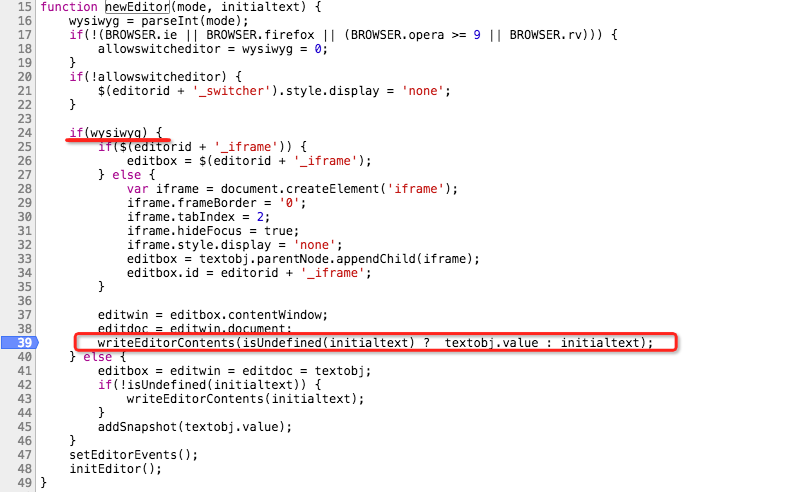 15 function newEditor(mode, initialtext) {
16     wysiwyg = parseInt(mode);
17     if(!(BROWSER.ie || BROWSER.firefox || (BROWSER.opera >= 9 || BROWSER.rv))) {
18         allowswitcheditor = wysiwyg = 0;
19     }
20     if(!allowswitcheditor) {
21         $(editorid + '_switcher').style.display = 'none';
22     }
23
24     if(wysiwyg) {
25         if($(editorid + '_iframe')) {
26             editbox = $(editorid + '_iframe');
27         } else {
28             var iframe = document.createElement('iframe');
29             iframe.frameBorder = '0';
30             iframe.tabIndex = 2;
31             iframe.hideFocus = true;
32             iframe.style.display = 'none';
33             editbox = textobj.parentNode.appendChild(iframe);
34             editbox.id = editorid + '_iframe';
35         }
36
37         editwin = editbox.contentWindow;
38         editdoc = editwin.document;
39         writeEditorContents(isUndefined(initialtext) ?  textobj.value : initialtext);
40     } else {
41         editbox = editwin = editdoc = textobj;
42         if(!isUndefined(initialtext)) {
43             writeEditorContents(initialtext);
44         }
45         addSnapshot(textobj.value);
46     }
47     setEditorEvents();
48     initEditor();
49 }